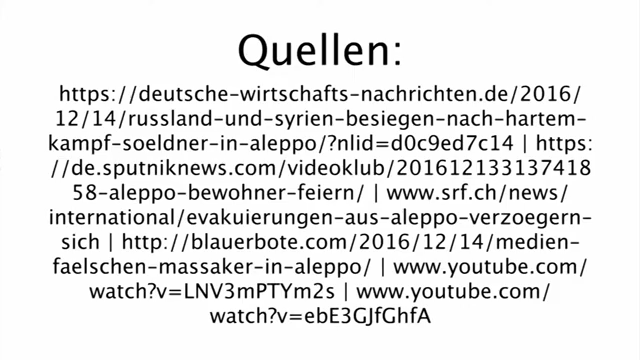 Quellen:
https://deutsche-wirtschafts-nachrichten.de/2016/
12/14/russland-und-syrien-besiegen-nach-hartem-
kampf-soeldner-in-aleppo/?nlid=d0c9ed7c14 | https:
//de.sputniknews.com/videoklub/201612133137418
58-aleppo-bewohner-feiern/ | www.srf.ch/news/
international/evakuierungen-aus-aleppo-verzoegern-
sich | http://blauerbote.com/2016/12/14/medien-
faelschen-massaker-in-aleppo/ | www.youtube.com/
watch?v=LNV3mPTYm2s | www.youtube.com/
watch?v=ebE3GJfGhfA